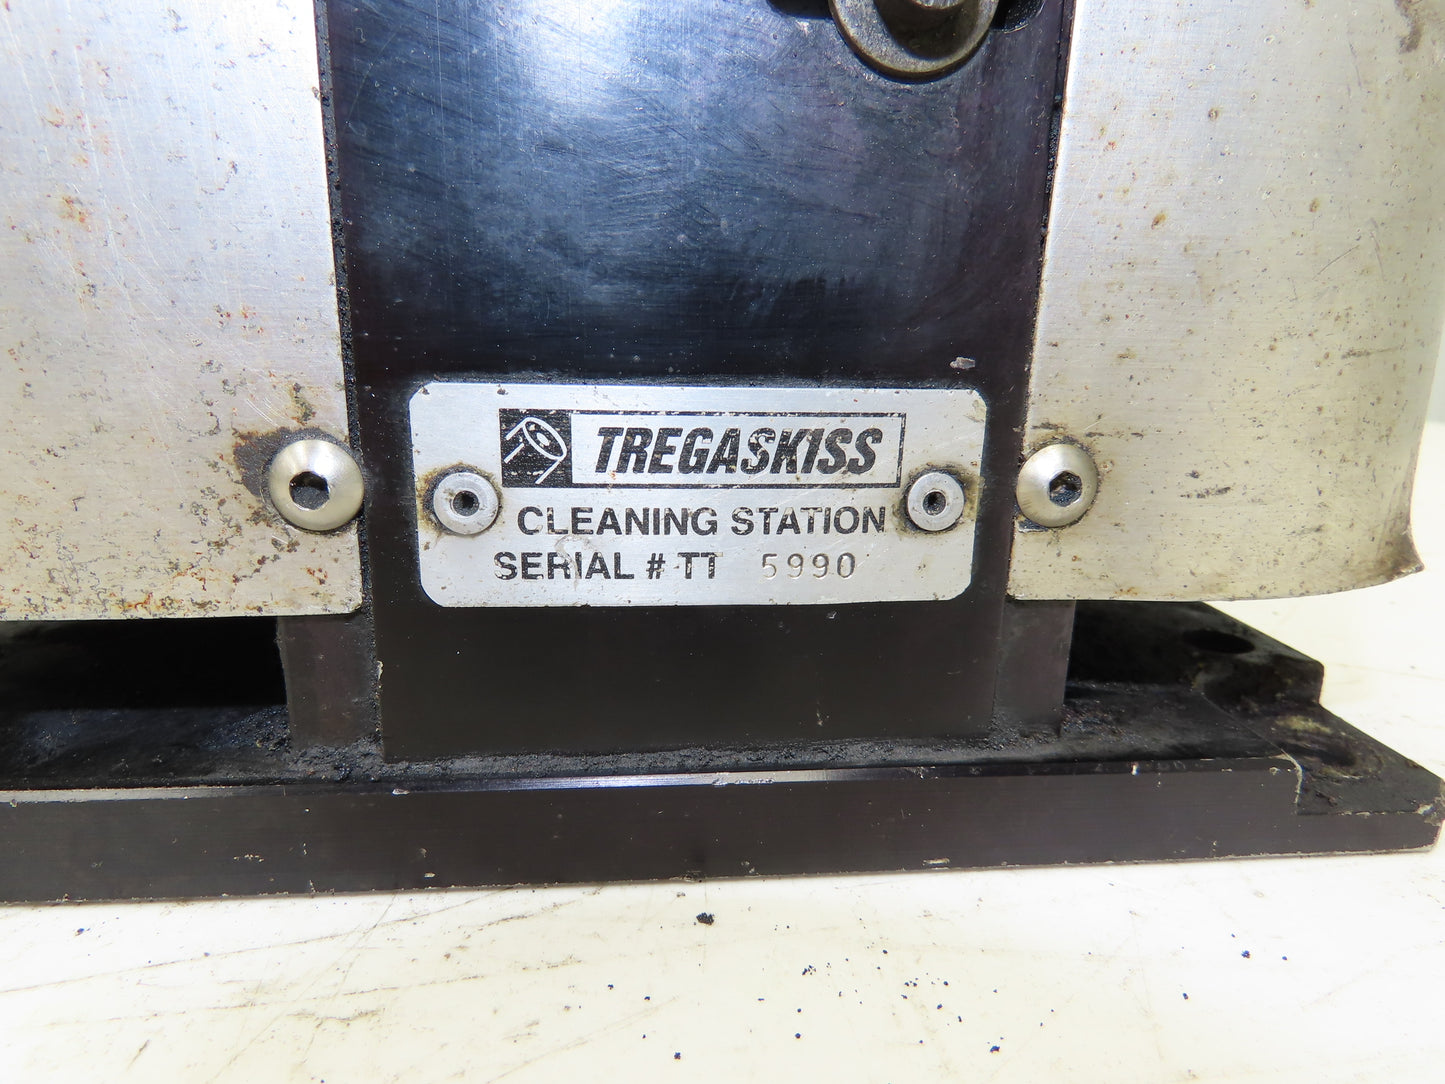 TREGASKISS
CLEANING STATION
SERIAL # TT 5990